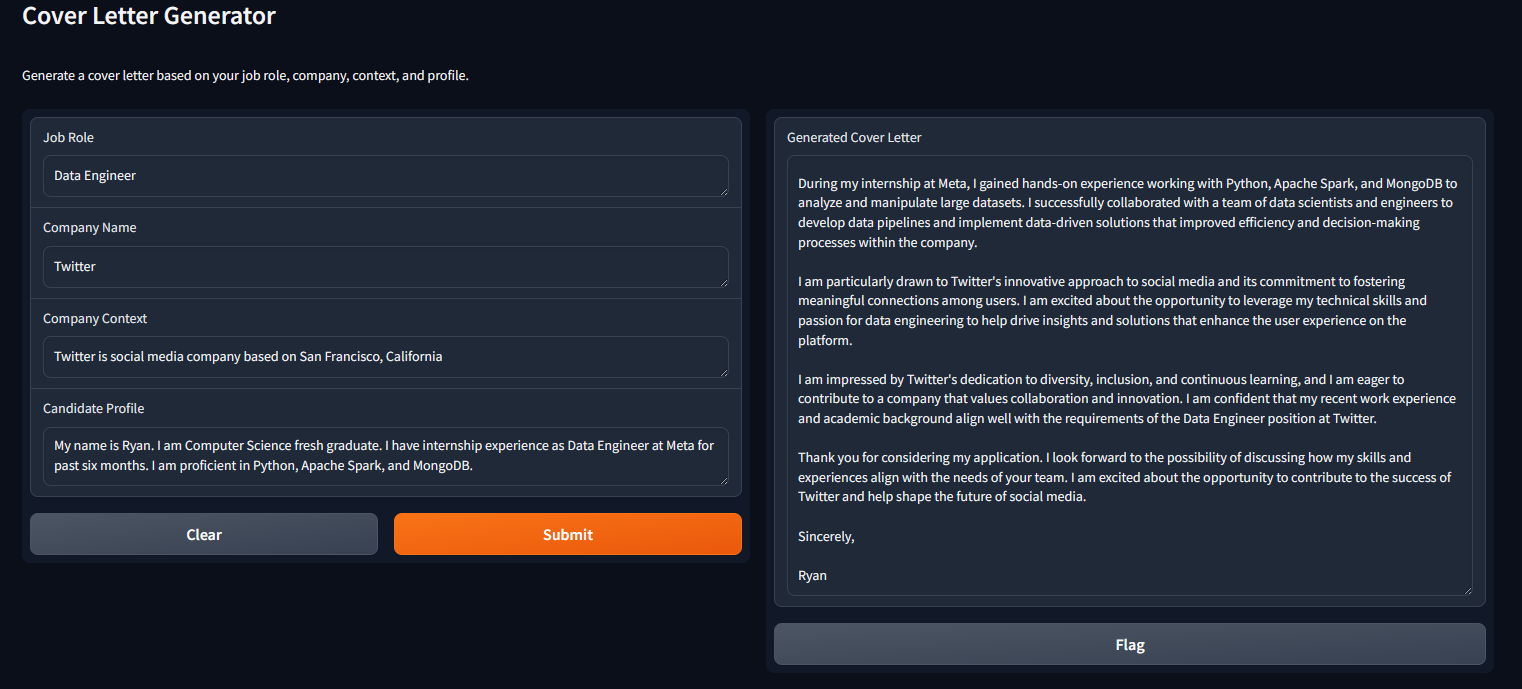 Cover Letter Generator
Generate a cover letter based on your job role, company, context, and profile.
Job Role
Data Engineer
Company Name
Twitter
Company Context
Twitter is social media company based on San Francisco, California
Candidate Profile
My name is Ryan. I am Computer Science fresh graduate. I have internship experience as Data Engineer at Meta for
past six months. I am proficient in Python, Apache Spark, and MongoDB.
Clear
Submit
Generated Cover Letter
During my internship at Meta, I gained hands-on experience working with Python, Apache Spark, and MongoDB to
analyze and manipulate large datasets. I successfully collaborated with a team of data scientists and engineers to
develop data pipelines and implement data-driven solutions that improved efficiency and decision-making
processes within the company.
I am particularly drawn to Twitter's innovative approach to social media and its commitment to fostering
meaningful connections among users. I am excited about the opportunity to leverage my technical skills and
passion for data engineering to help drive insights and solutions that enhance the user experience on the
platform.
I am impressed by Twitter's dedication to diversity, inclusion, and continuous learning, and I am eager to
contribute to a company that values collaboration and innovation. I am confident that my recent work experience
and academic background align well with the requirements of the Data Engineer position at Twitter.
Thank you for considering my application. I look forward to the possibility of discussing how my skills and
experiences align with the needs of your team. I am excited about the opportunity to contribute to the success of
Twitter and help shape the future of social media.
Sincerely,
Ryan
Flag